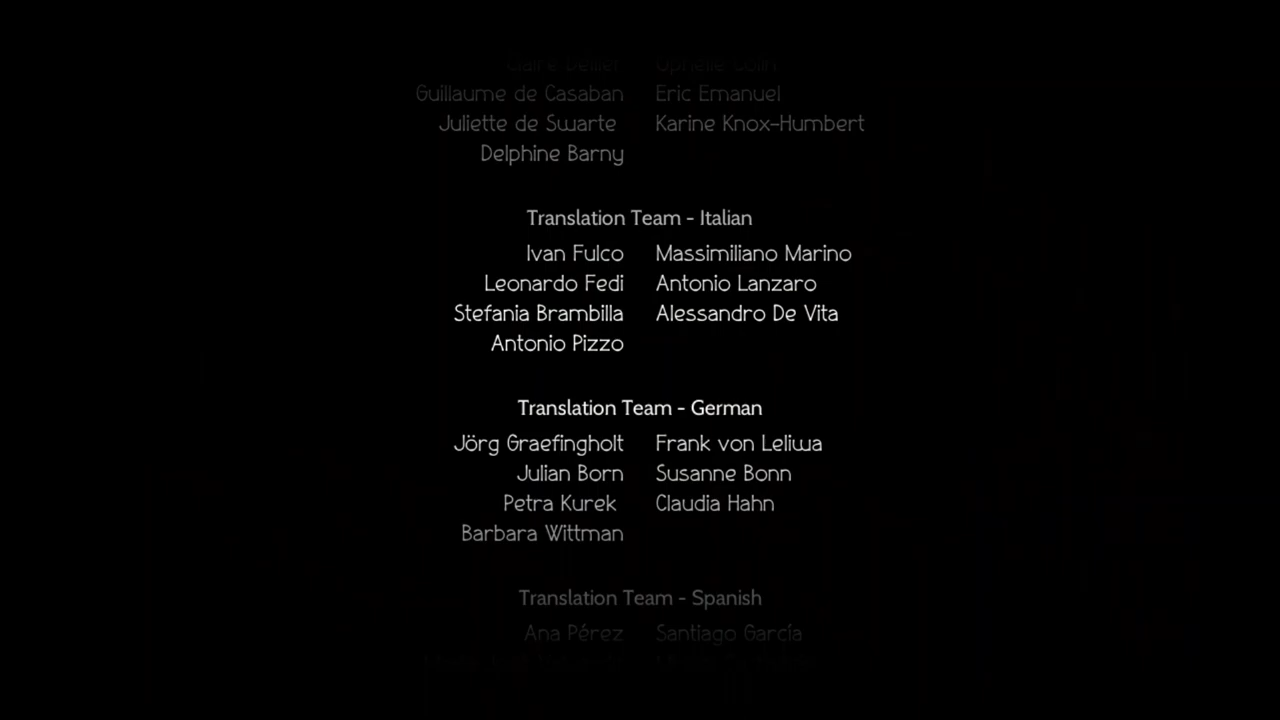 Guillaume de Casaban Eric Emanuel
Juliette de Swarte Karine Knox-Humbert
Delphine Barny
Translation Team - Italian
Ivan Fulco Massimiliano Marino
Leonardo Fedi Antonio Lanzaro
Stefania Brambilla Alessandro De Vita
Antonio Pizzo
Translation Team - German
Jörg Graefingholt Frank von Leliwa
Julian Born Susanne Bonn
Petra Kurek Claudia Hahn
Barbara Wittman
Translation Team - Spanish
Ana Pérez Santiago García